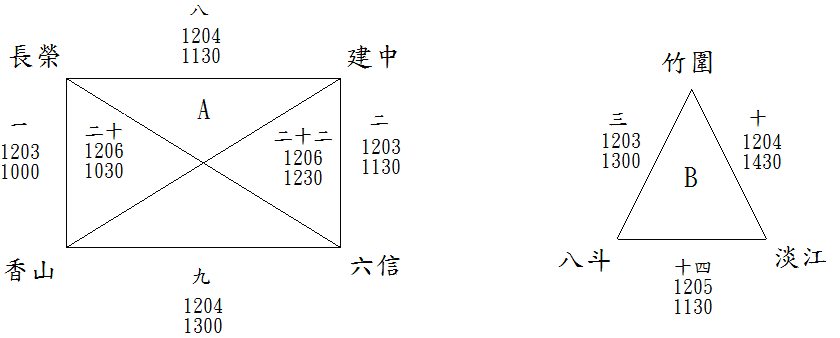 八
1204
1130
長榮
建中
A
一
1203
1000
二十
1206
1030
二十二
1206
1230
二
1203
1130
香山
六信
九
1204
1300
竹圍
三
1203
1300
十
1204
1430
B
八斗
淡江
十四
1205
1130